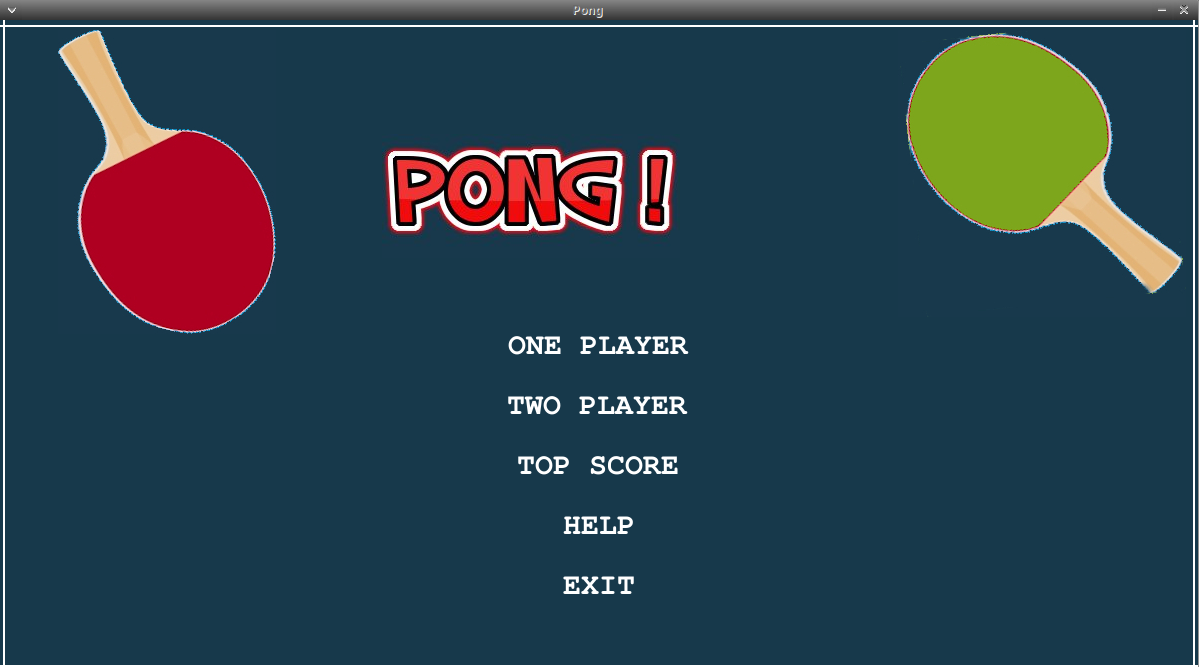 Pong
PONG !
ONE PLAYER
TWO PLAYER
TOP SCORE
HELP
EXIT